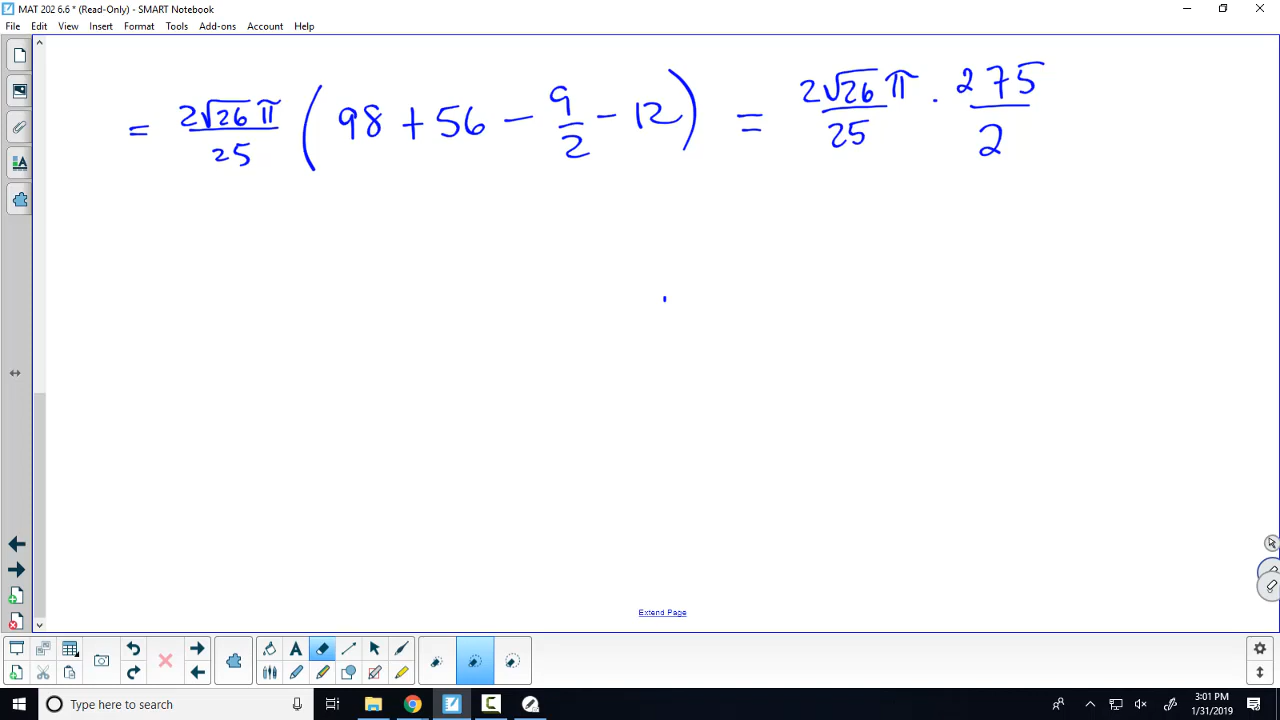 MAT 202 6.6 * (Read-Only) - SMART Notebook
File Edit View Insert Format Tools Add-ons Account Help
= 2√26 π / 25 ( 98 + 56 - 9/2 - 12 ) = 2√26 π / 25 · 275 / 2
Extend Page
Type here to search
3:01 PM
1/31/2019